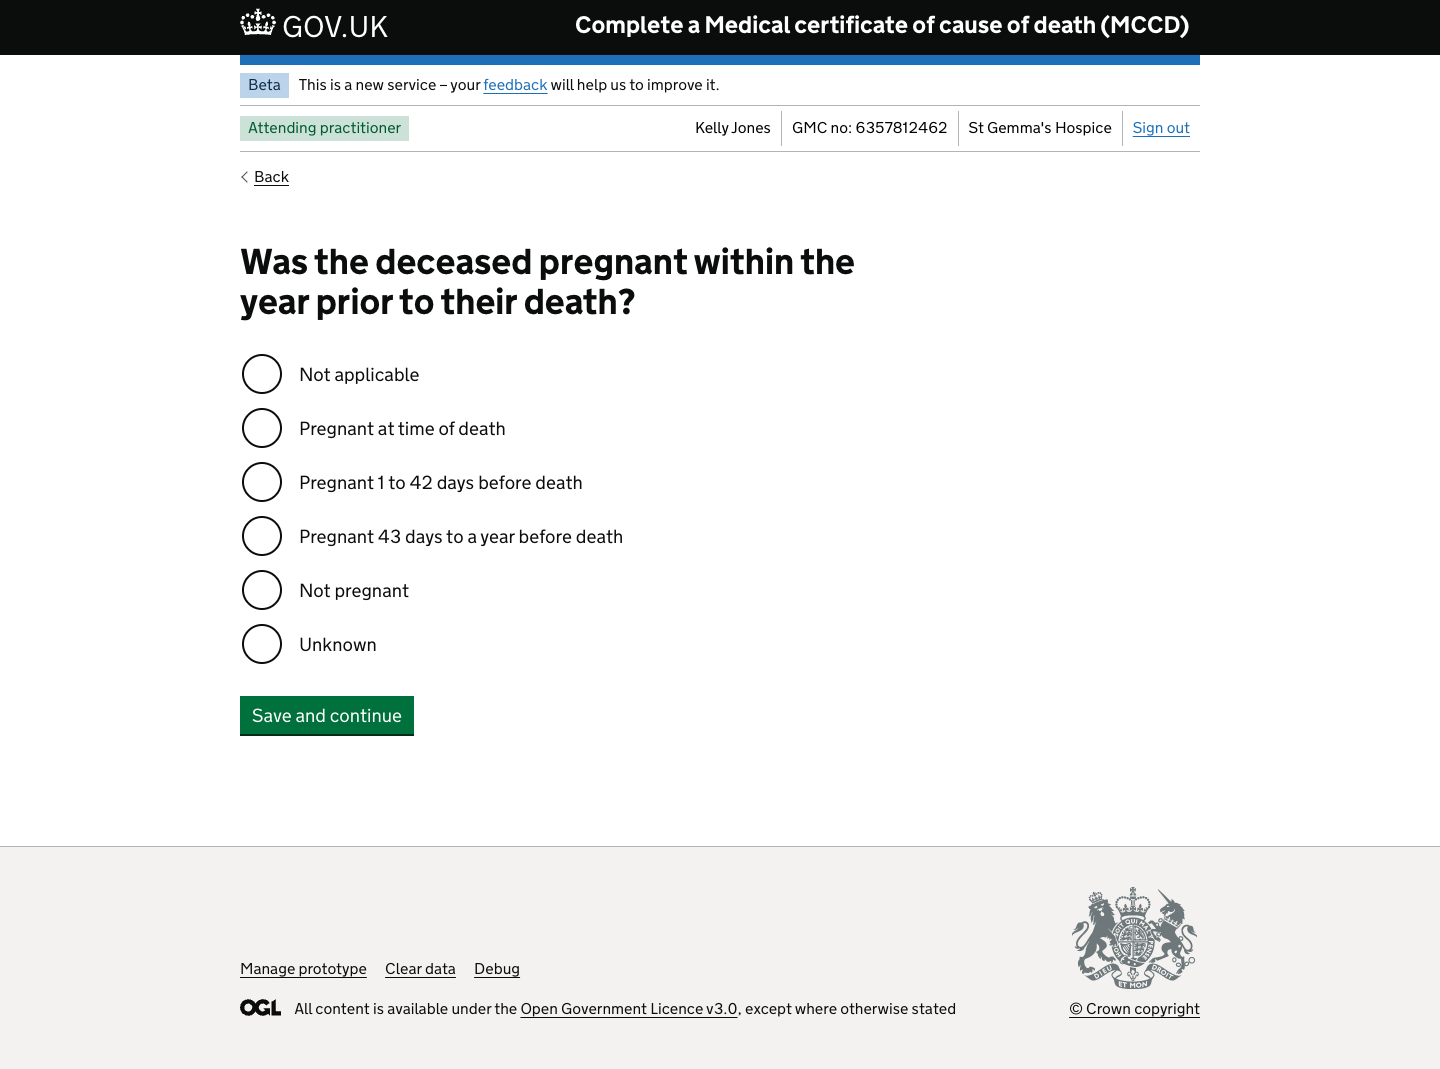 GOV.UK
Complete a Medical certificate of cause of death (MCCD)
Beta This is a new service – your feedback will help us to improve it.
Attending practitioner Kelly Jones GMC no: 6357812462 St Gemma's Hospice Sign out
Back
Was the deceased pregnant within the
year prior to their death?
Not applicable
Pregnant at time of death
Pregnant 1 to 42 days before death
Pregnant 43 days to a year before death
Not pregnant
Unknown
Save and continue
Manage prototype Clear data Debug
OGL All content is available under the Open Government Licence v3.0, except where otherwise stated
DIEU ET MON DROIT
© Crown copyright